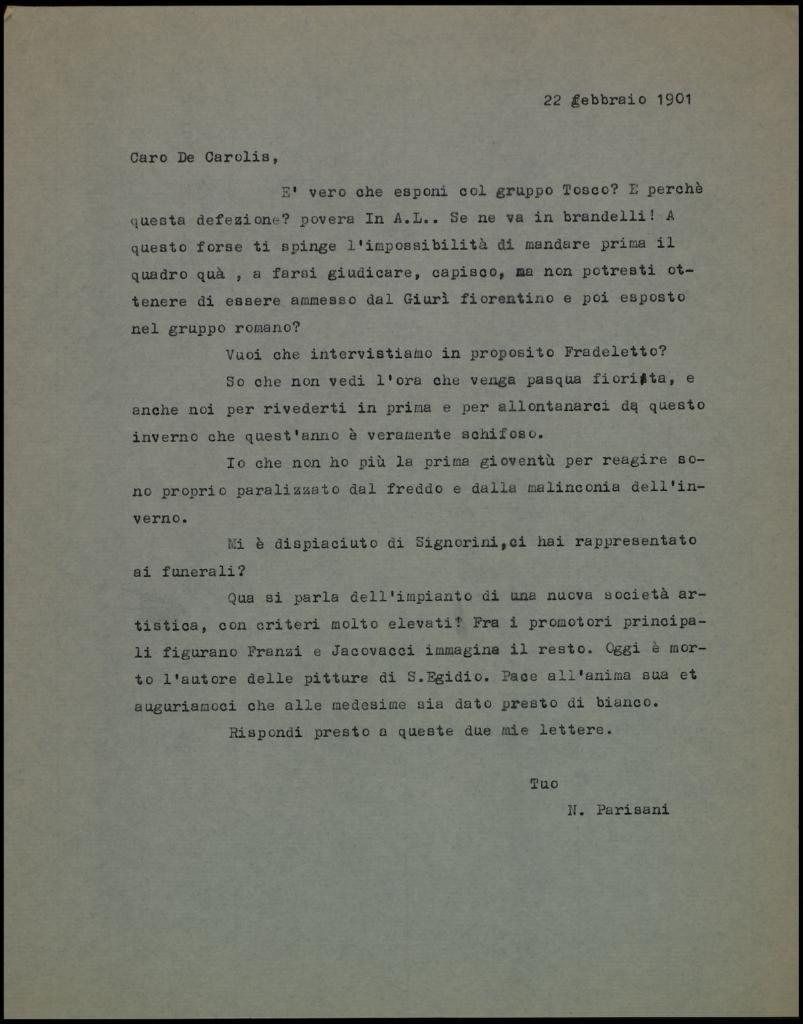 22 febbraio 1901
Caro De Carolis,
E' vero che esponi col gruppo Tosco? E perchè
questa defezione? povera In A.L.. Se ne va in brandelli! A
questo forse ti spinge l'impossibilità di mandare prima il
quadro quà , a farsi giudicare, capisco, ma non potresti ot-
tenere di essere ammesso dal Giurì fiorentino e poi esposto
nel gruppo romano?
Vuoi che intervistiamo in proposito Fradeletto?
So che non vedi l'ora che venga pasqua fiorita, e
anche noi per rivederti in prima e per allontanarci da questo
inverno che quest'anno è veramente schifoso.
Io che non ho più la prima gioventù per reagire so-
no proprio paralizzato dal freddo e dalla malinconia dell'in-
verno.
Mi è dispiaciuto di Signorini,ci hai rappresentato
ai funerali?
Qua si parla dell'impianto di una nuova società ar-
tistica, con criteri molto elevati! Fra i promotori principa-
li figurano Franzi e Jacovacci immagina il resto. Oggi è mor-
to l'autore delle pitture di S.Egidio. Pace all'anima sua et
auguriamoci che alle medesime sia dato presto di bianco.
Rispondi presto a queste due mie lettere.
Tuo
N. Parisani